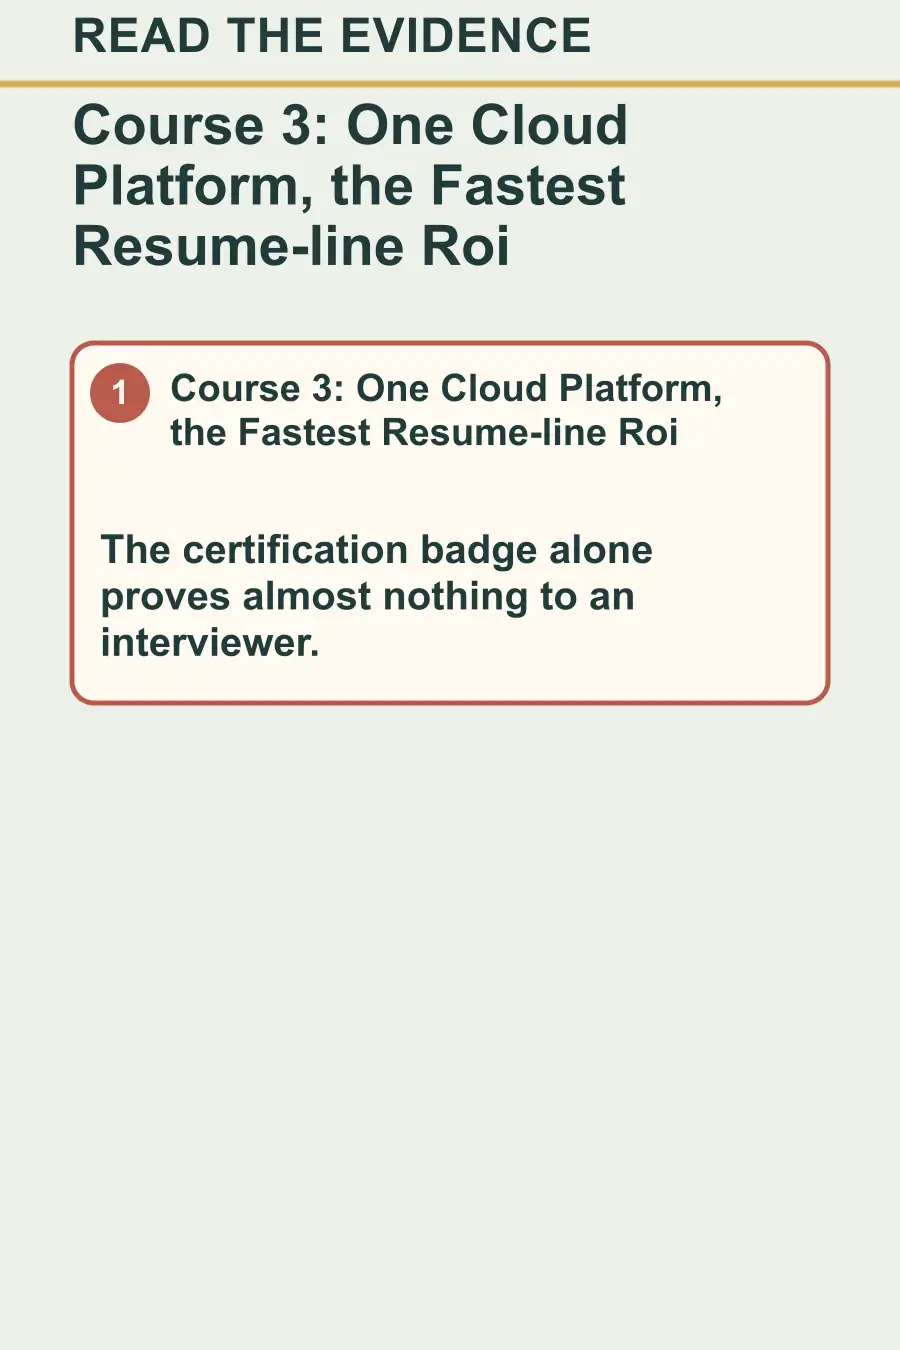 READ THE EVIDENCE
Course 3: One Cloud
Platform, the Fastest
Resume-line Roi
1
Course 3: One Cloud Platform,
the Fastest Resume-line Roi
The certification badge alone
proves almost nothing to an
interviewer.